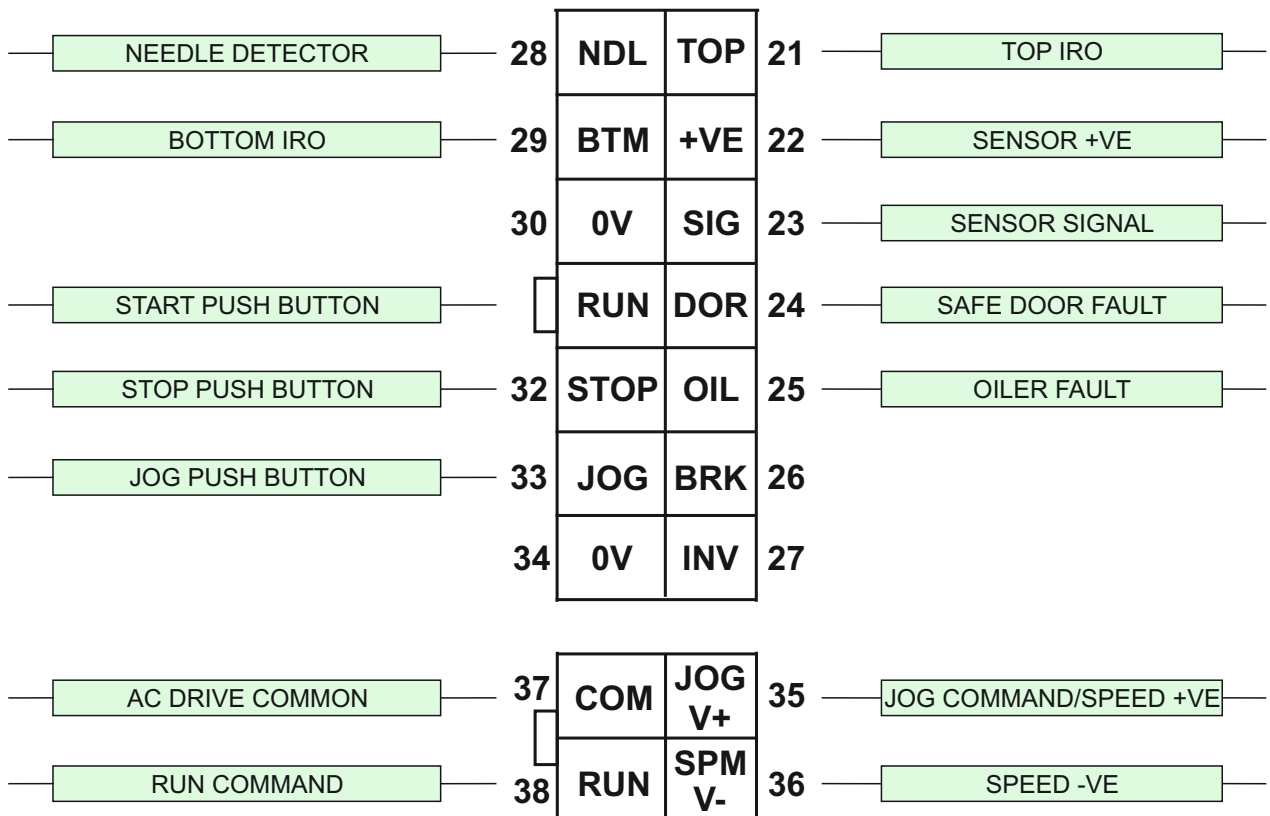 NEEDLE DETECTOR 28 NDL TOP 21 TOP IRO
BOTTOM IRO 29 BTM +VE 22 SENSOR +VE
30 0V SIG 23 SENSOR SIGNAL
START PUSH BUTTON RUN DOR 24 SAFE DOOR FAULT
STOP PUSH BUTTON 32 STOP OIL 25 OILER FAULT
JOG PUSH BUTTON 33 JOG BRK 26
34 0V INV 27
AC DRIVE COMMON 37 COM JOG V+ 35 JOG COMMAND/SPEED +VE
RUN COMMAND 38 RUN SPM V- 36 SPEED -VE